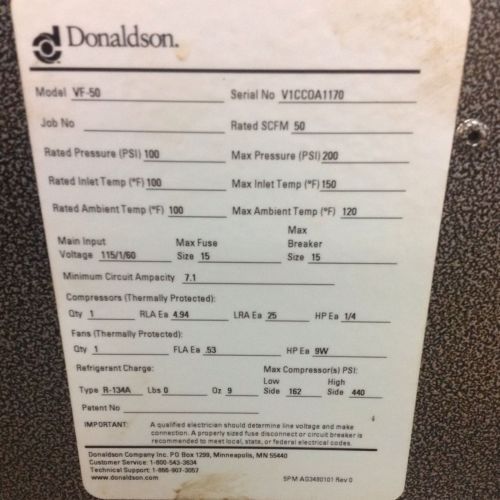 Donaldson.
Model VF-50 Serial No V1CCOA1170
Job No Rated SCFM 50
Rated Pressure (PSI) 100 Max Pressure (PSI) 200
Rated Inlet Temp (°F) 100 Max Inlet Temp (°F) 150
Rated Ambient Temp (°F) 100 Max Ambient Temp (°F) 120
Max
Main Input Max Fuse Breaker
Voltage 115/1/60 Size 15 Size 15
Minimum Circuit Ampacity 7.1
Compressors (Thermally Protected):
Qty 1 RLA Ea 4.94 LRA Ea 25 HP Ea 1/4
Fans (Thermally Protected):
Qty 1 FLA Ea .53 HP Ea 9W
Refrigerant Charge: Max Compressor(s) PSI:
Low High
Type R-134A Lbs 0 Oz 9 Side 162 Side 440
Patent No
IMPORTANT: A qualified electrician should determine line voltage and make
connection. A properly sized fuse disconnect or circuit breaker is
recommended to meet local, state, or federal electrical codes.
Donaldson Company Inc. PO Box 1299, Minneapolis, MN 55440
Customer Service: 1-800-543-3634
Technical Support: 1-866-907-3057
www.donaldson.com SPM AG3480101 Rev 0